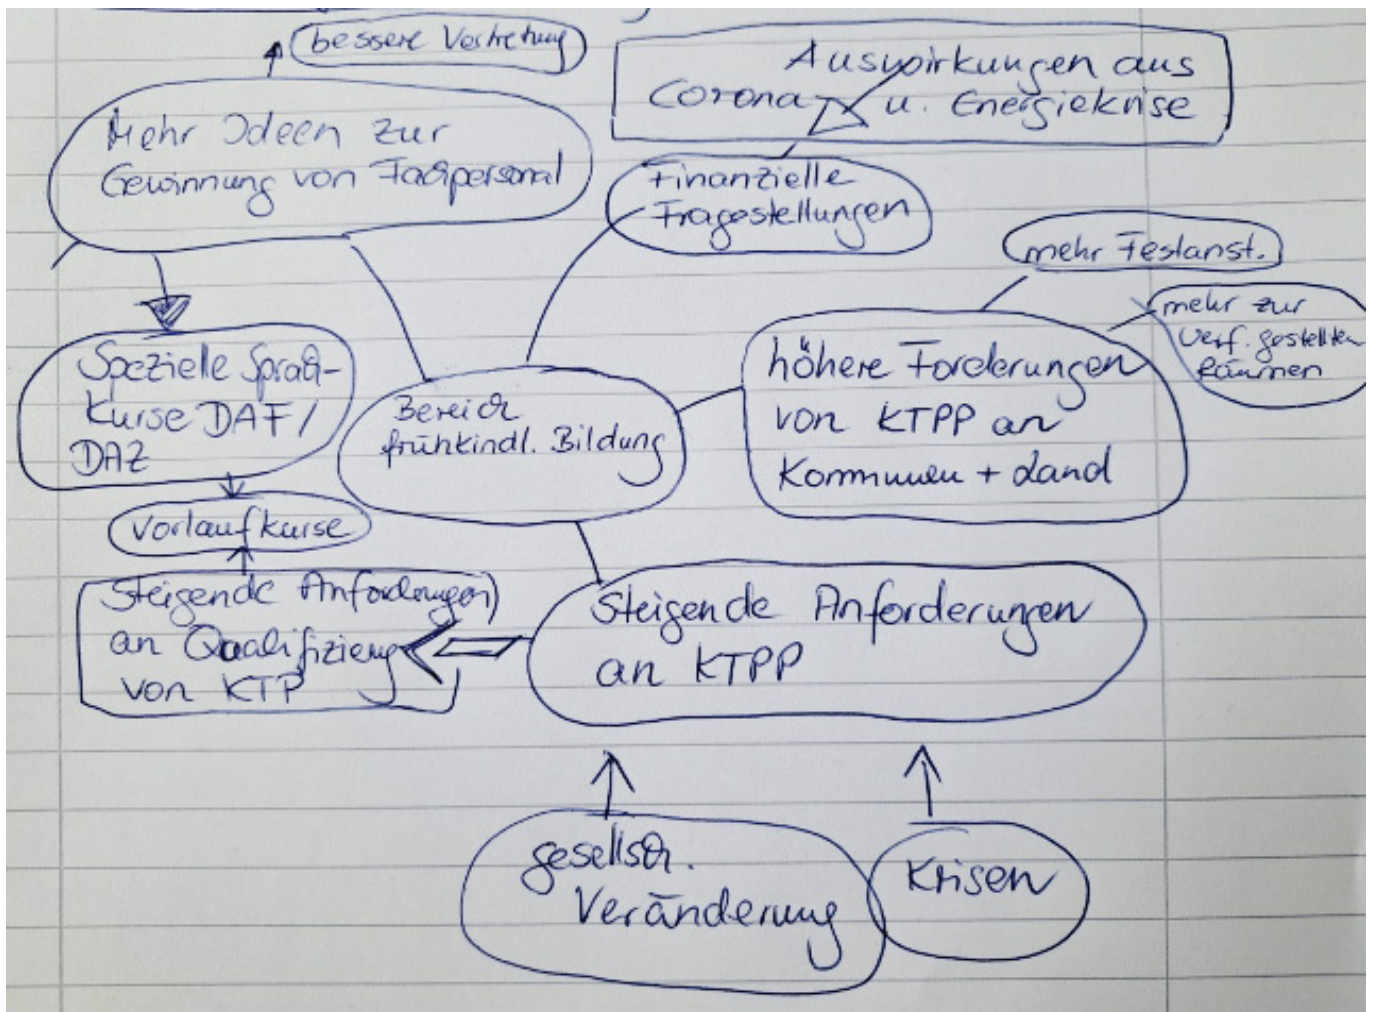 bessere Vertretung
Auswirkungen aus
Corona u. Energiekrise
Mehr Ideen zur
Gewinnung von Fachpersonal
Finanzielle
Fragestellungen
mehr Festanst.
mehr zur
Verf. gestellten
Räumen
höhere Forderungen
von KTPP an
Kommunen + Land
Spezielle Sprach-
Kurse DAF/
DAZ
Bereich
frühkindl. Bildung
Vorlaufkurse
Steigende Anforderungen
an Qualifizierung
von KTP
Steigende Anforderungen
an KTPP
gesellsch.
Veränderung
Krisen